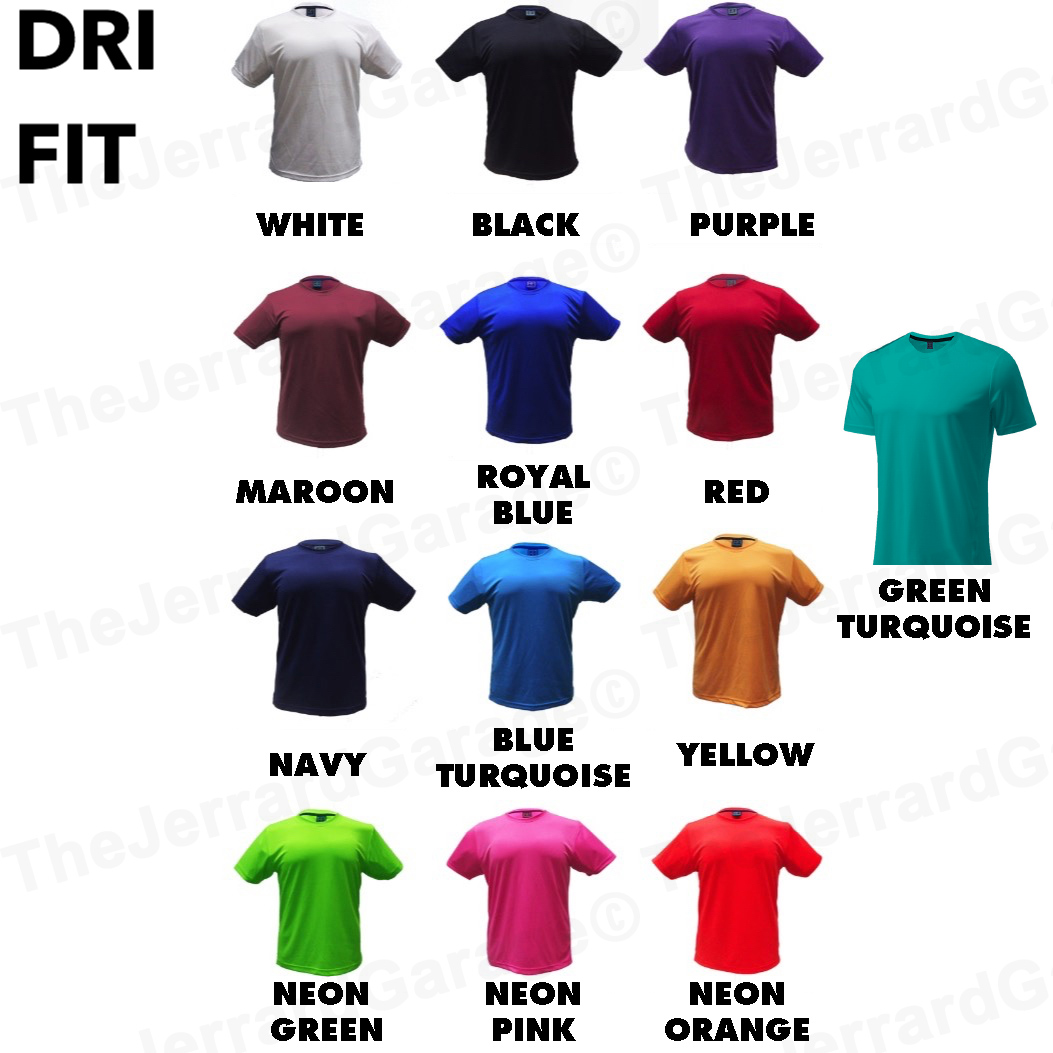 DRI
FIT
WHITE
BLACK
PURPLE
MAROON
ROYAL
BLUE
RED
GREEN
TURQUOISE
NAVY
BLUE
TURQUOISE
YELLOW
NEON
GREEN
NEON
PINK
NEON
ORANGE
TheJerrardGarage©